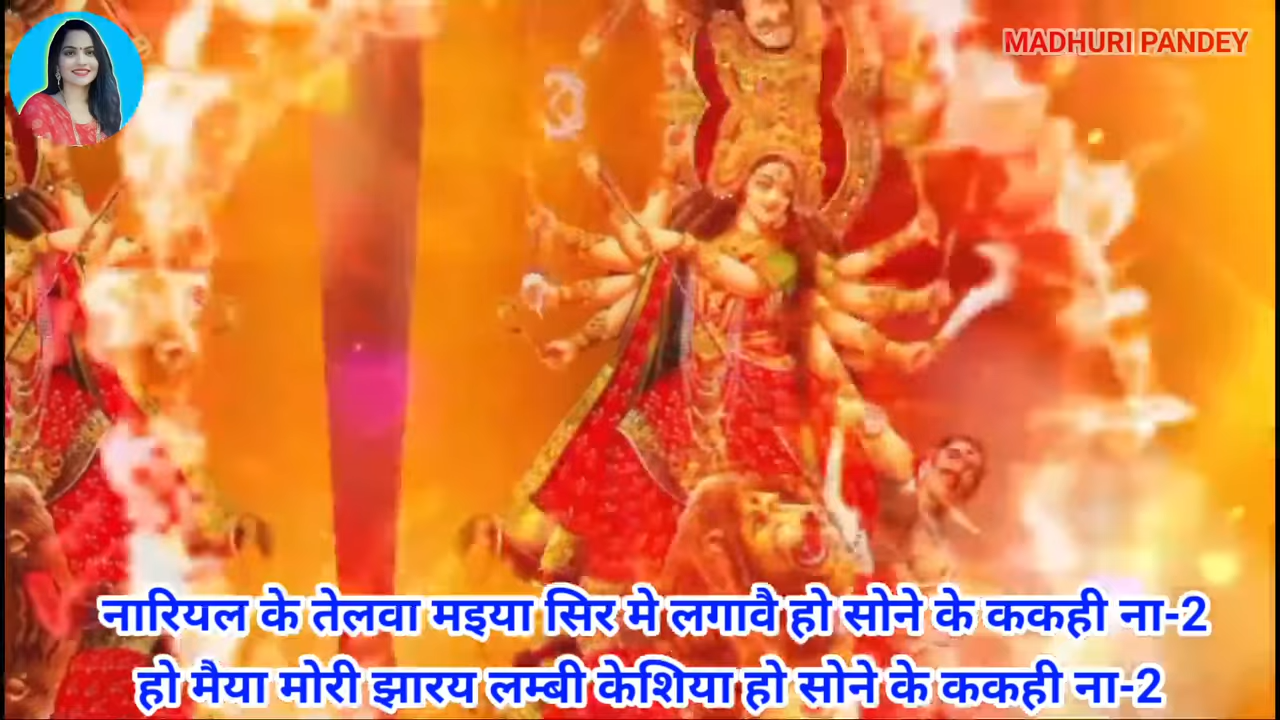 MADHURI PANDEY
नारियल के तेलवा मइया सिर मे लगावै हो सोने के ककही ना-2
हो मैया मोरी झारय लम्बी केशिया हो सोने के ककही ना-2